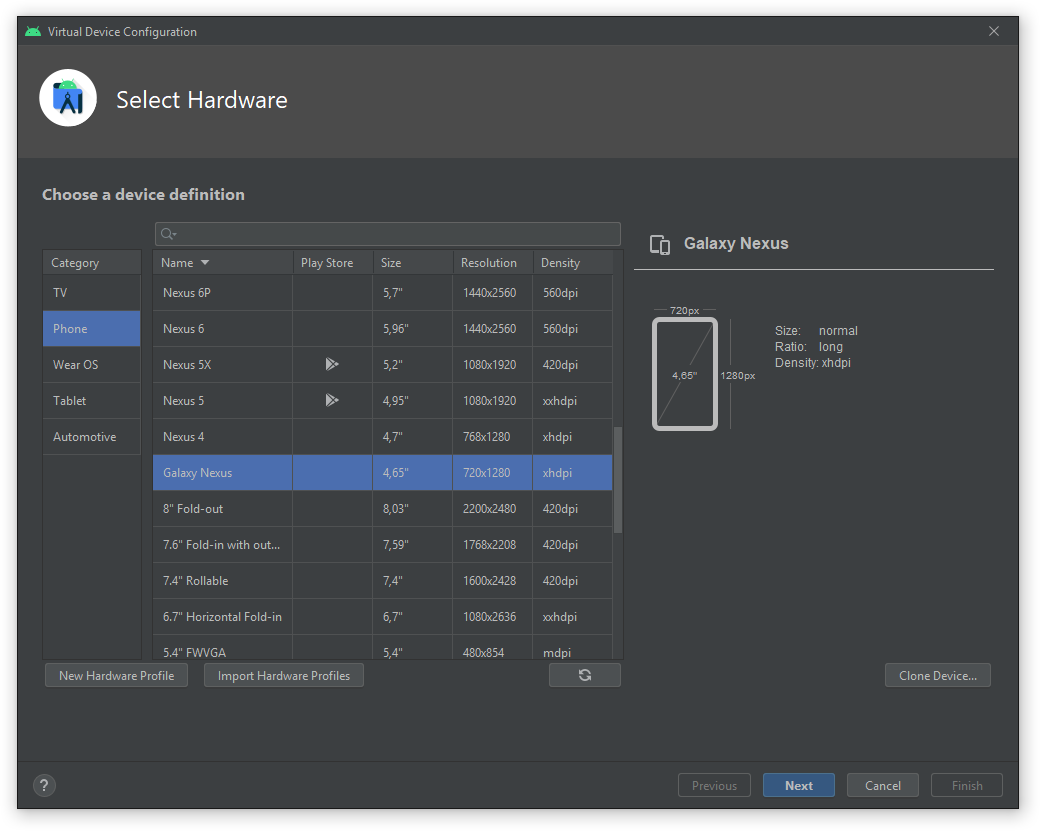 Virtual Device Configuration
Select Hardware
Choose a device definition
Category
TV
Phone
Wear OS
Tablet
Automotive
Name Play Store Size Resolution Density
Nexus 6P 5,7" 1440x2560 560dpi
Nexus 6 5,96" 1440x2560 560dpi
Nexus 5X 5,2" 1080x1920 420dpi
Nexus 5 4,95" 1080x1920 xxhdpi
Nexus 4 4,7" 768x1280 xhdpi
Galaxy Nexus 4,65" 720x1280 xhdpi
8" Fold-out 8,03" 2200x2480 420dpi
7.6" Fold-in with out... 7,59" 1768x2208 420dpi
7.4" Rollable 7,4" 1600x2428 420dpi
6.7" Horizontal Fold-in 6,7" 1080x2636 xxhdpi
5.4" FWVGA 5,4" 480x854 mdpi
Galaxy Nexus
720px
4,65"
1280px
Size: normal
Ratio: long
Density: xhdpi
New Hardware Profile
Import Hardware Profiles
Clone Device...
?
Previous
Next
Cancel
Finish